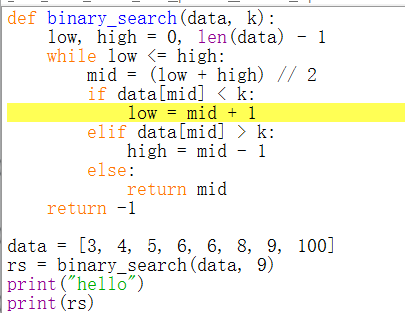 def binary_search(data, k):
    low, high = 0, len(data) - 1
    while low <= high:
        mid = (low + high) // 2
        if data[mid] < k:
            low = mid + 1
        elif data[mid] > k:
            high = mid - 1
        else:
            return mid
    return -1

data = [3, 4, 5, 6, 6, 8, 9, 100]
rs = binary_search(data, 9)
print("hello")
print(rs)